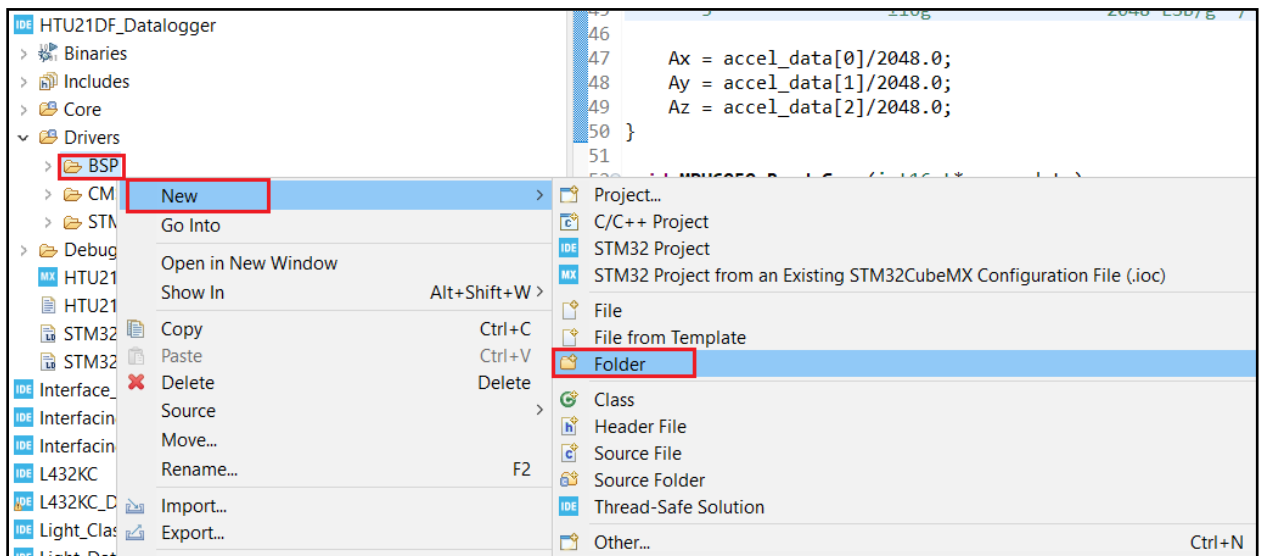 HTU21DF_Datalogger
Binaries
Includes
Core
Drivers
BSP
CM
STM
Debug
HTU21
HTU21
STM32
STM32
Interface_
Interfacin
Interfacin
L432KC
L432KC_D
Light_Clas
New
Go Into
Open in New Window
Show In Alt+Shift+W
Copy Ctrl+C
Paste Ctrl+V
Delete Delete
Source
Move...
Rename... F2
Import...
Export...
46
47 Ax = accel_data[0]/2048.0;
48 Ay = accel_data[1]/2048.0;
49 Az = accel_data[2]/2048.0;
50 }
51
Project...
C/C++ Project
STM32 Project
STM32 Project from an Existing STM32CubeMX Configuration File (.ioc)
File
File from Template
Folder
Class
Header File
Source File
Source Folder
Thread-Safe Solution
Other... Ctrl+N